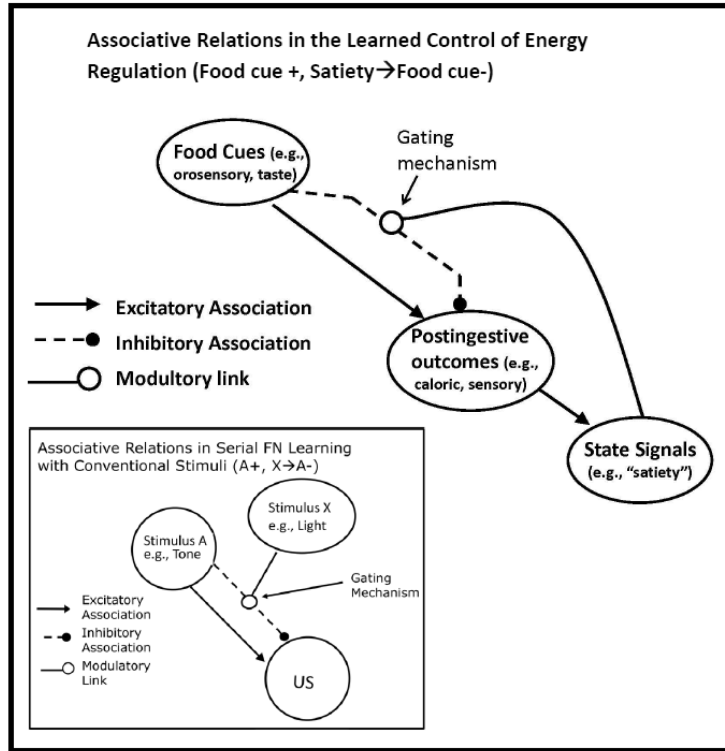 Associative Relations in the Learned Control of Energy
Regulation (Food cue +, Satiety→Food cue-)
Gating
mechanism
Food Cues (e.g.,
orosensory, taste)
Excitatory Association
Inhibitory Association
Modultory link
Postingestive
outcomes (e.g.,
caloric, sensory)
State Signals
(e.g., “satiety”)
Associative Relations in Serial FN Learning
with Conventional Stimuli (A+, X→A-)
Stimulus X
e.g., Light
Stimulus A
e.g., Tone
Gating
Mechanism
Excitatory
Association
Inhibitory
Association
Modulatory
Link
US